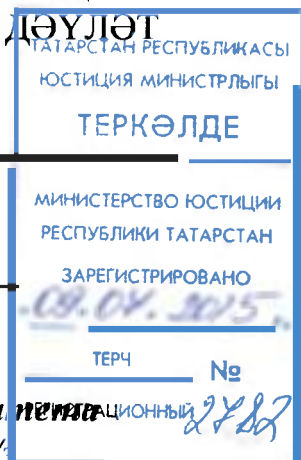 ДӘҮЛӘТ
ТАТАРСТАН РЕСПУБЛИКАСЫ
ЮСТИЦИЯ МИНИСТРЛЫГЫ
ТЕРКӘЛДЕ
МИНИСТЕРСТВО ЮСТИЦИИ
РЕСПУБЛИКИ ТАТАРСТАН
ЗАРЕГИСТРИРОВАНО
09.04.2015
ТЕРЧ
№
РЕГИСТРАЦИОННЫЙ 2782